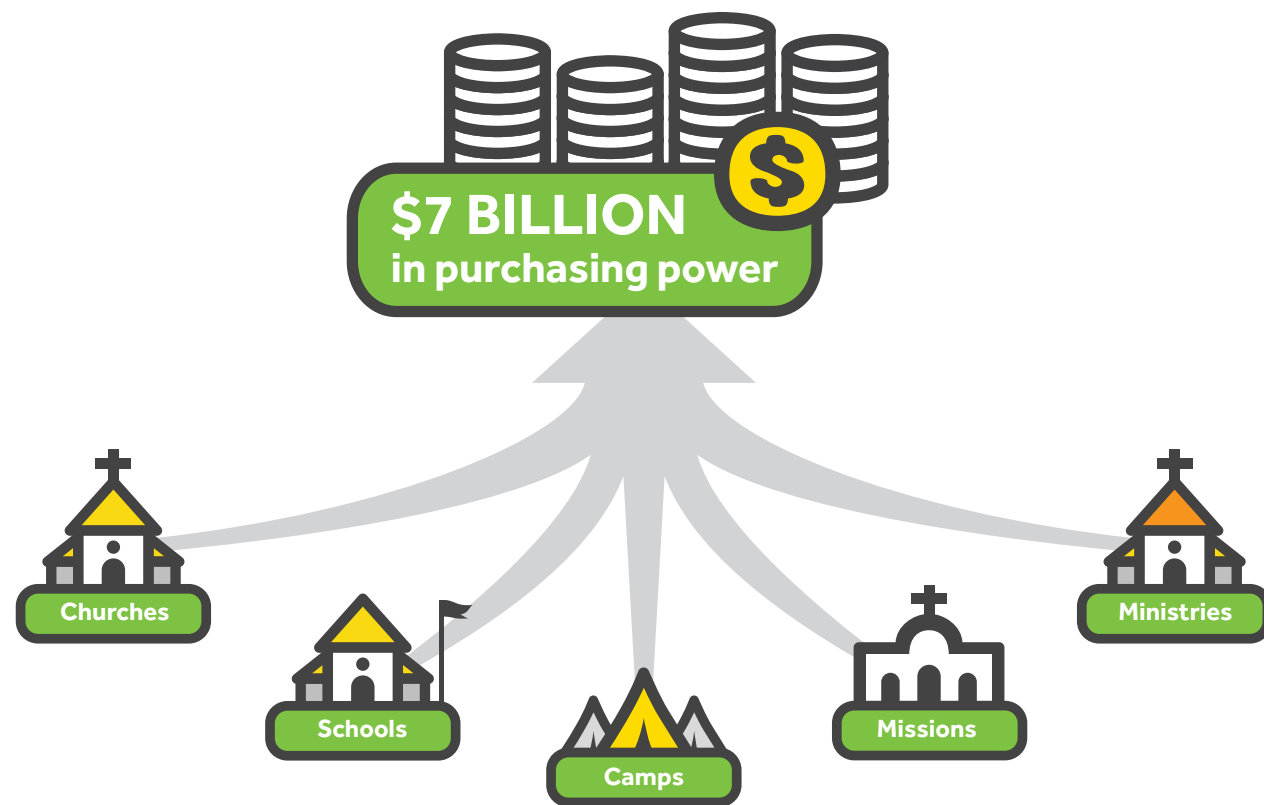 $
$7 BILLION
in purchasing power
Churches
Schools
Camps
Missions
Ministries